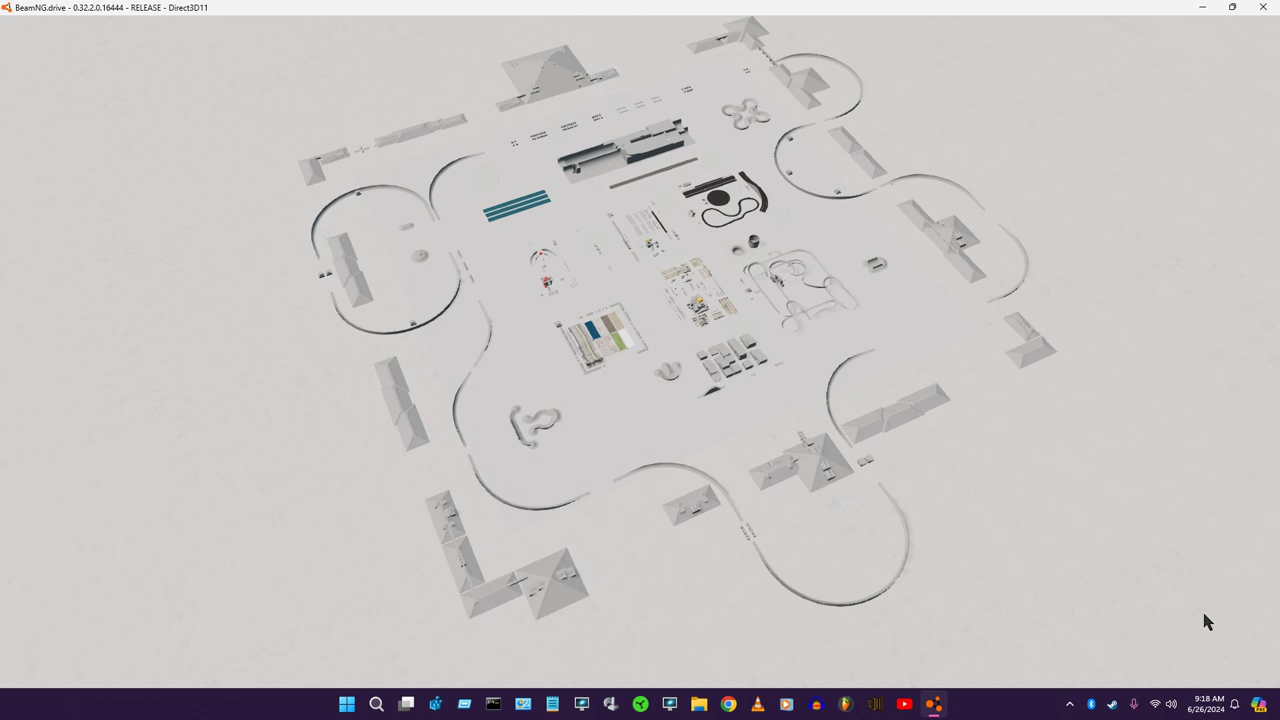 BeamNG.drive - 0.32.2.0.16444 - RELEASE - Direct3D11
9:18 AM
6/26/2024